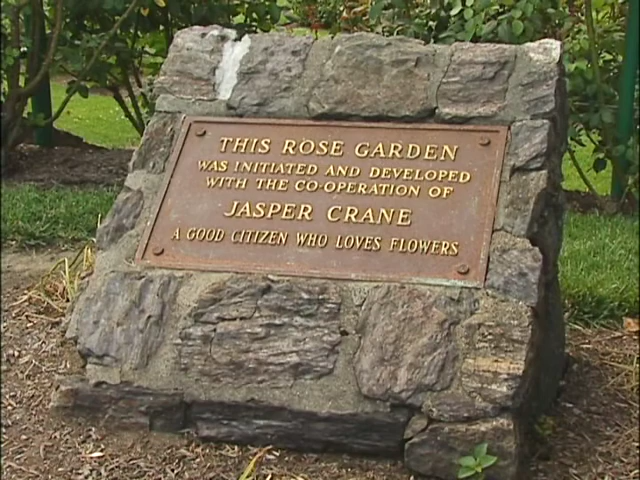 THIS ROSE GARDEN
WAS INITIATED AND DEVELOPED
WITH THE CO-OPERATION OF
JASPER CRANE
A GOOD CITIZEN WHO LOVES FLOWERS